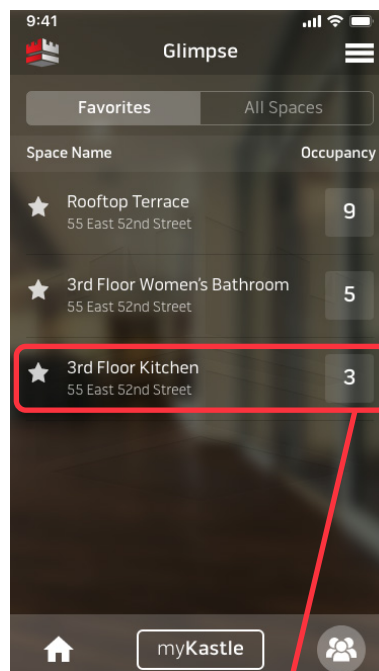 9:41
Glimpse
Favorites
All Spaces
Space Name
Occupancy
Rooftop Terrace
55 East 52nd Street
9
3rd Floor Women's Bathroom
55 East 52nd Street
5
3rd Floor Kitchen
55 East 52nd Street
3
myKastle